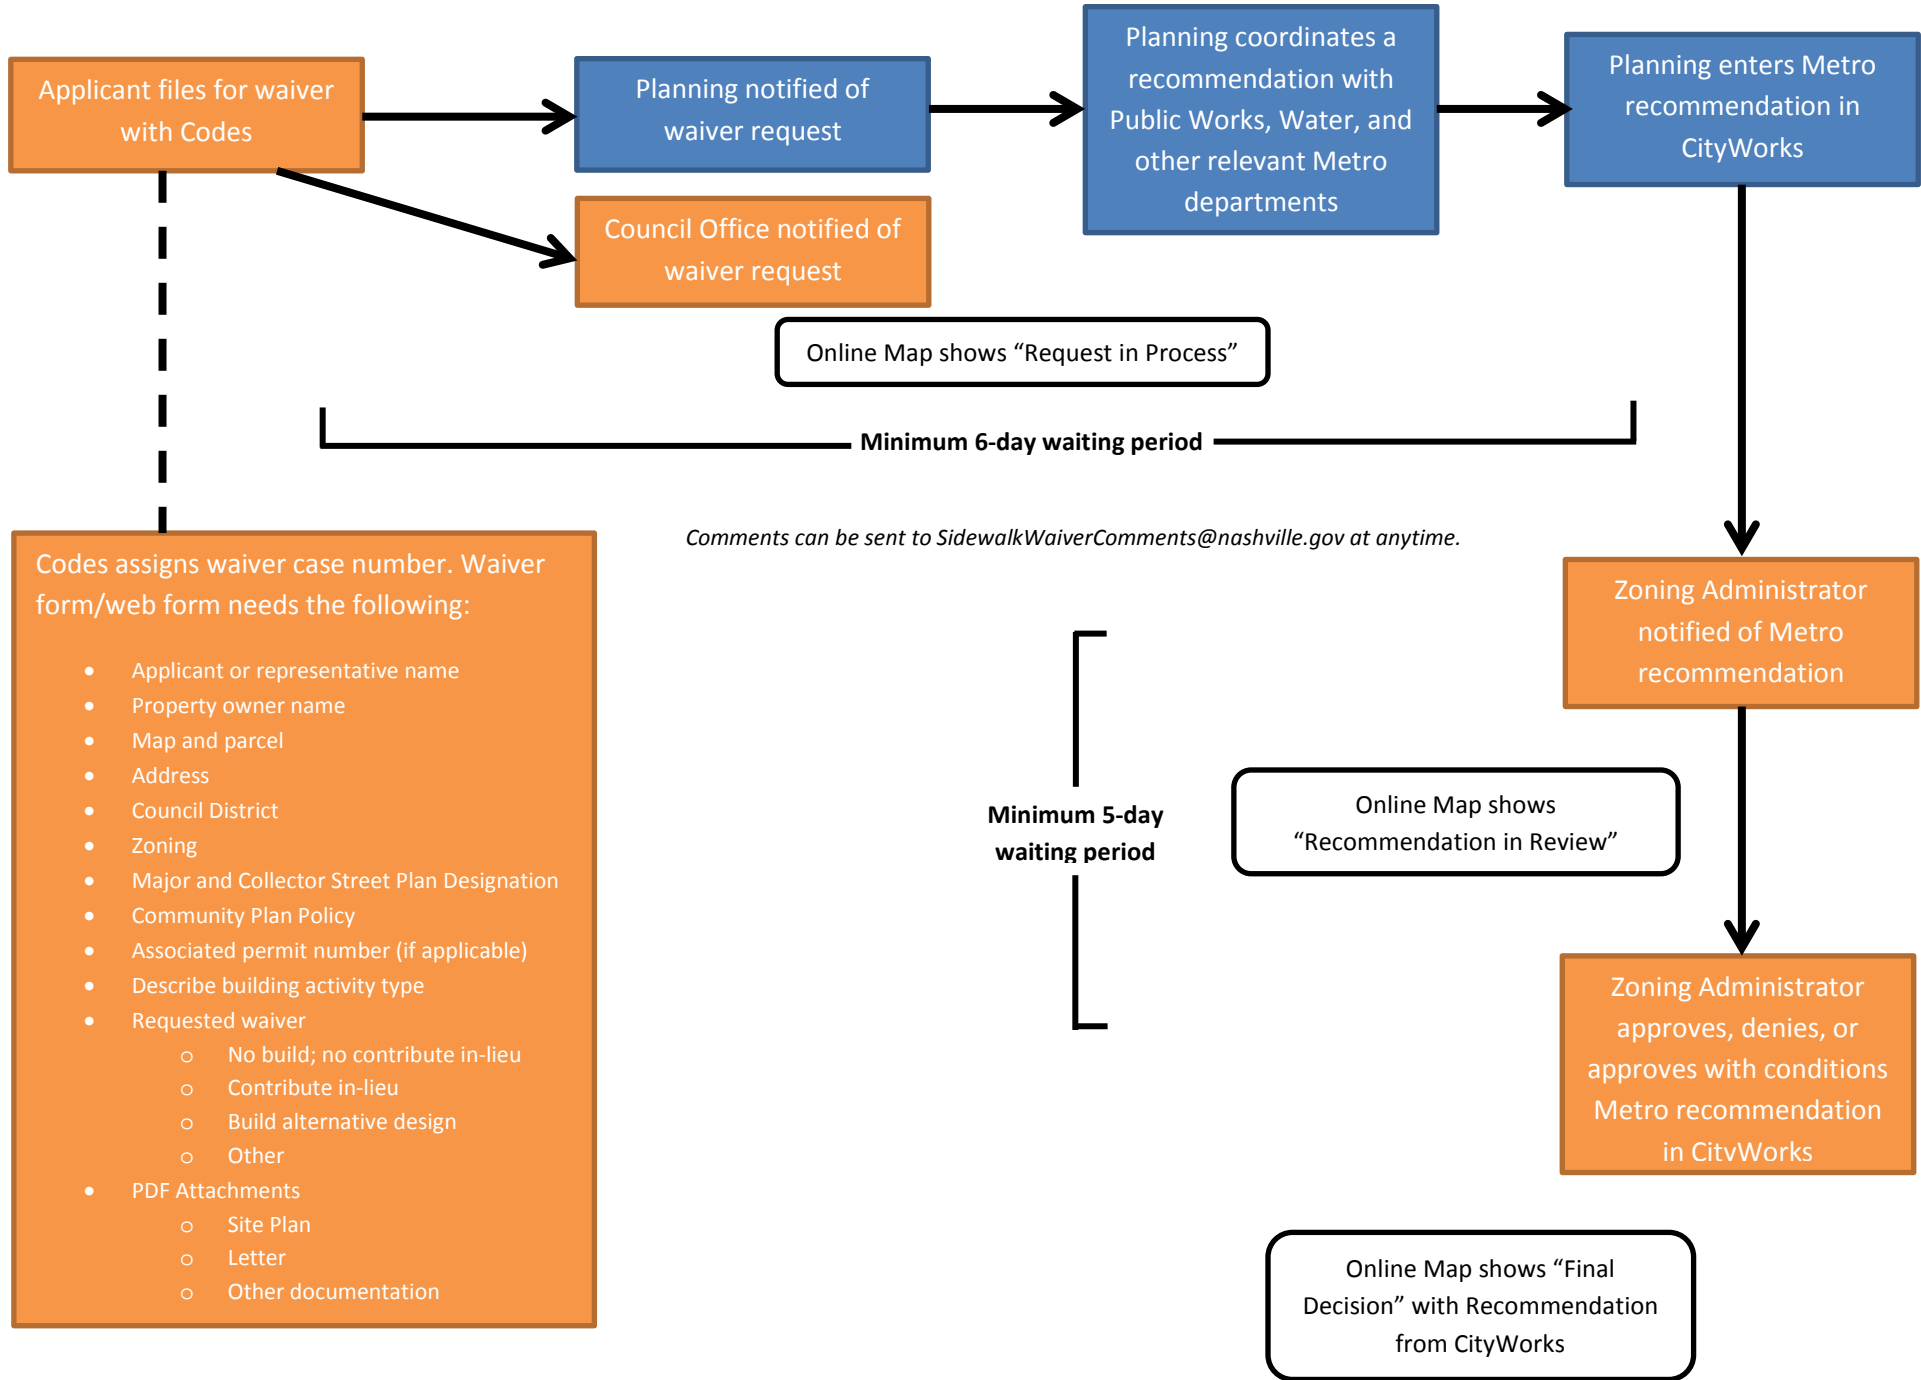 Applicant files for waiver
with Codes
Planning notified of
waiver request
Planning coordinates a
recommendation with
Public Works, Water, and
other relevant Metro
departments
Planning enters Metro
recommendation in
CityWorks
Council Office notified of
waiver request
Online Map shows “Request in Process”
Minimum 6-day waiting period
Comments can be sent to SidewalkWaiverComments@nashville.gov at anytime.
Codes assigns waiver case number. Waiver
form/web form needs the following:
• Applicant or representative name
• Property owner name
• Map and parcel
• Address
• Council District
• Zoning
• Major and Collector Street Plan Designation
• Community Plan Policy
• Associated permit number (if applicable)
• Describe building activity type
• Requested waiver
o No build; no contribute in-lieu
o Contribute in-lieu
o Build alternative design
o Other
• PDF Attachments
o Site Plan
o Letter
o Other documentation
Zoning Administrator
notified of Metro
recommendation
Minimum 5-day
waiting period
Online Map shows
“Recommendation in Review”
Zoning Administrator
approves, denies, or
approves with conditions
Metro recommendation
in CityWorks
Online Map shows “Final
Decision” with Recommendation
from CityWorks